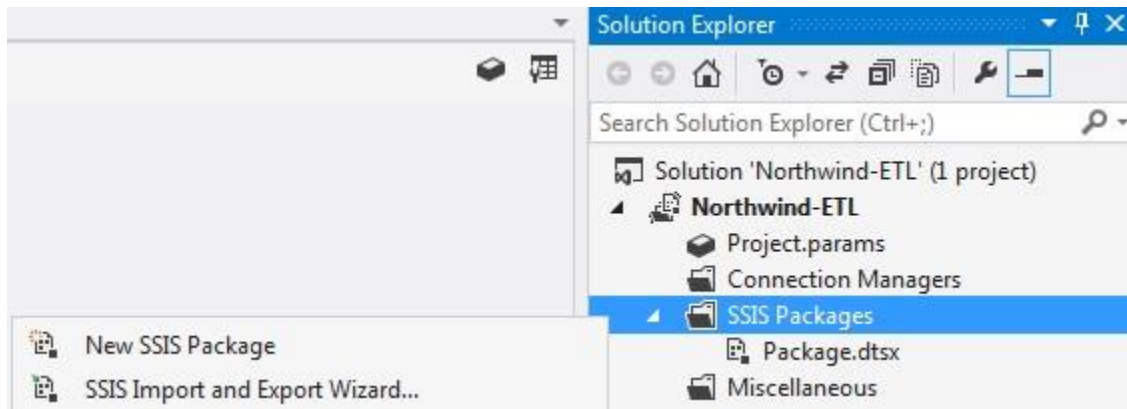 Solution Explorer
Search Solution Explorer (Ctrl+;)
Solution 'Northwind-ETL' (1 project)
Northwind-ETL
Project.params
Connection Managers
SSIS Packages
Package.dtsx
Miscellaneous
New SSIS Package
SSIS Import and Export Wizard...